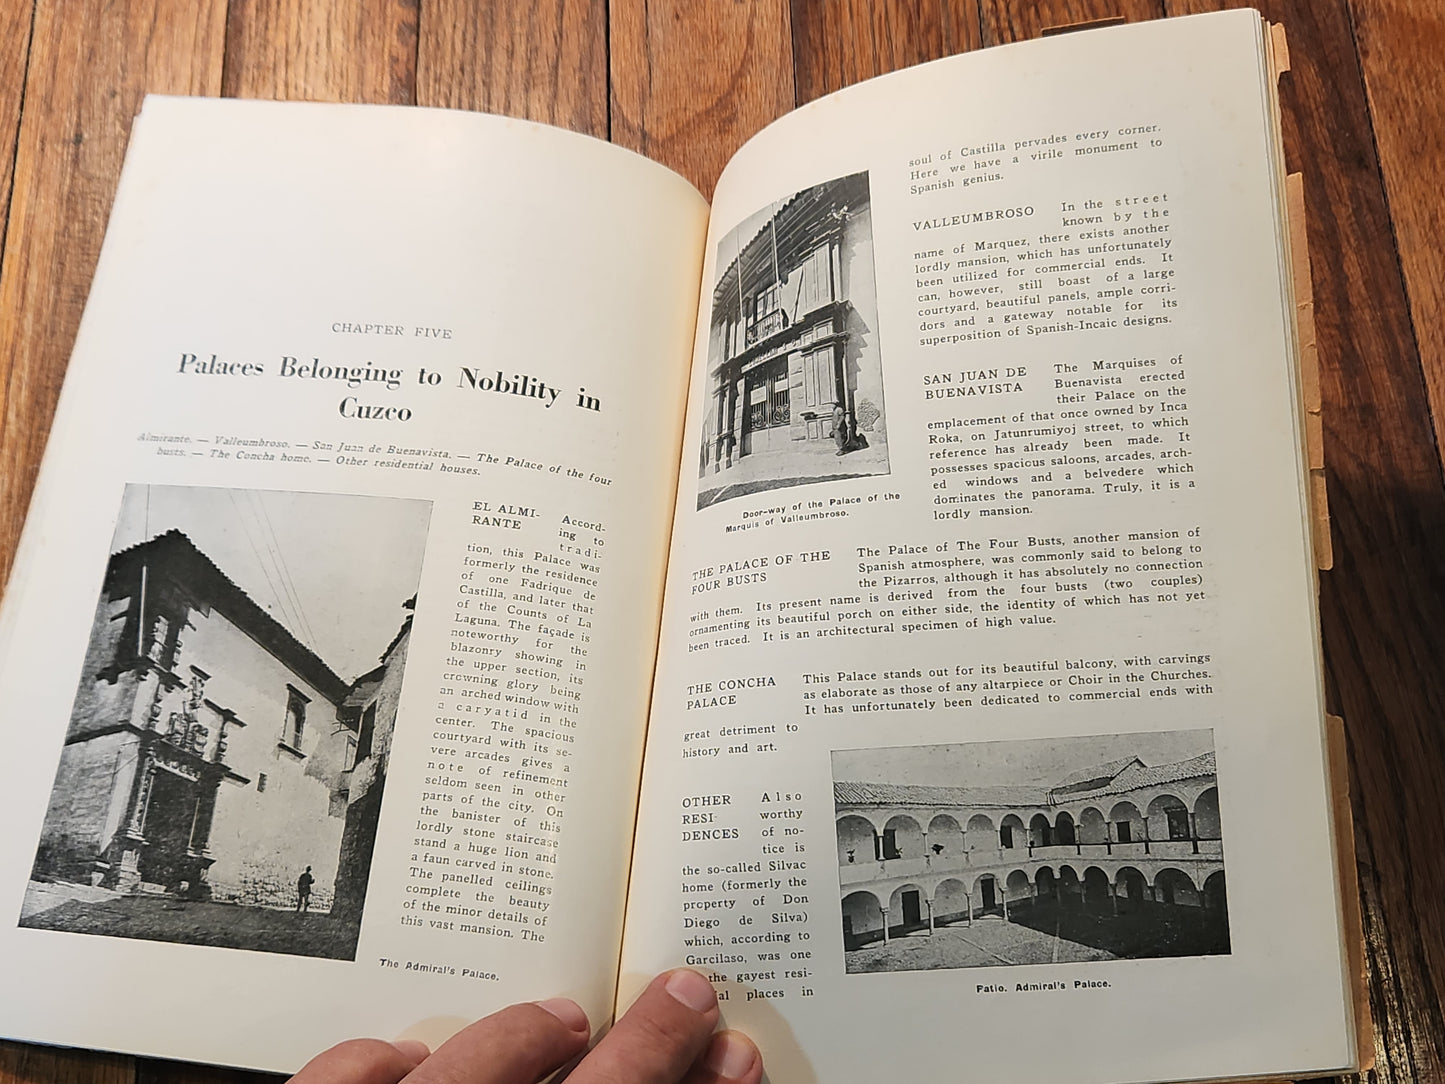 CHAPTER FIVE
Palaces Belonging to Nobility in
Cuzco
Almirante. — Valleumbroso. — San Juan de Buenavista. — The Palace of the four
busts. — The Concha home. — Other residential houses.
EL ALMI- Accord-
RANTE ing to
tradi-
tion, this Palace was
formerly the residence
of one Fadrique de
Castilla, and later that
of the Counts of La
Laguna. The façade is
noteworthy for the
blazonry showing in
the upper section, its
crowning glory being
an arched window with
a caryatid in the
center. The spacious
courtyard with its se-
vere arcades gives a
note of refinement
seldom seen in other
parts of the city. On
the banister of this
lordly stone staircase
stand a huge lion and
a faun carved in stone.
The panelled ceilings
complete the beauty
of the minor details of
this vast mansion. The
The Admiral's Palace.
soul of Castilla pervades every corner.
Here we have a virile monument to
Spanish genius.
VALLEUMBROSO In the street
known by the
name of Marquez, there exists another
lordly mansion, which has unfortunately
been utilized for commercial ends. It
can, however, still boast of a large
courtyard, beautiful panels, ample corri-
dors and a gateway notable for its
superposition of Spanish-Incaic designs.
Door-way of the Palace of the
Marquis of Valleumbroso.
SAN JUAN DE The Marquises of
BUENAVISTA Buenavista erected
their Palace on the
emplacement of that once owned by Inca
Roka, on Jatunrumiyoj street, to which
reference has already been made. It
possesses spacious saloons, arcades, arch-
ed windows and a belvedere which
dominates the panorama. Truly, it is a
lordly mansion.
THE PALACE OF THE The Palace of The Four Busts, another mansion of
FOUR BUSTS Spanish atmosphere, was commonly said to belong to
the Pizarros, although it has absolutely no connection
with them. Its present name is derived from the four busts (two couples)
ornamenting its beautiful porch on either side, the identity of which has not yet
been traced. It is an architectural specimen of high value.
THE CONCHA This Palace stands out for its beautiful balcony, with carvings
PALACE as elaborate as those of any altarpiece or Choir in the Churches.
It has unfortunately been dedicated to commercial ends with
great detriment to
history and art.
OTHER Also
RESI- worthy
DENCES of no-
tice is
the so-called Silvac
home (formerly the
property of Don
Diego de Silva)
which, according to
Garcilaso, was one
the gayest resi-
places in
Patio. Admiral's Palace.